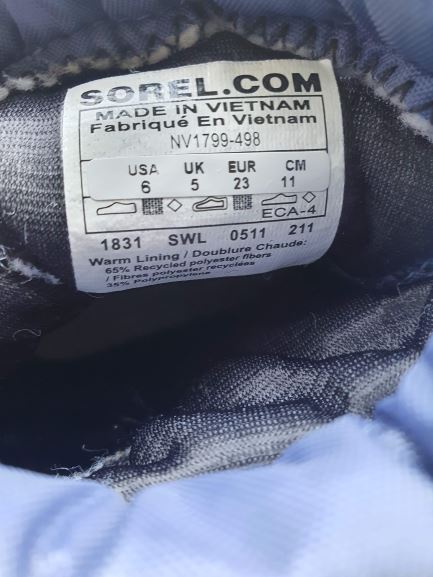 SOREL.COM
MADE IN VIETNAM
Fabriqué En Vietnam
NV1799-498
USA UK EUR CM
6 5 23 11
ECA-4
1831 SWL 0511 211
Warm Lining / Doublure Chaude:
65% Recycled polyester fibers
/ Fibres polyester recyclées
35% Polypropylene